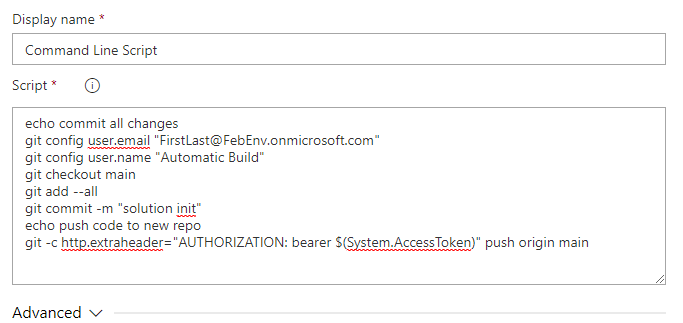 Display name *
Command Line Script
Script *
echo commit all changes
git config user.email "FirstLast@FebEnv.onmicrosoft.com"
git config user.name "Automatic Build"
git checkout main
git add --all
git commit -m "solution init"
echo push code to new repo
git -c http.extraheader="AUTHORIZATION: bearer $(System.AccessToken)" push origin main
Advanced